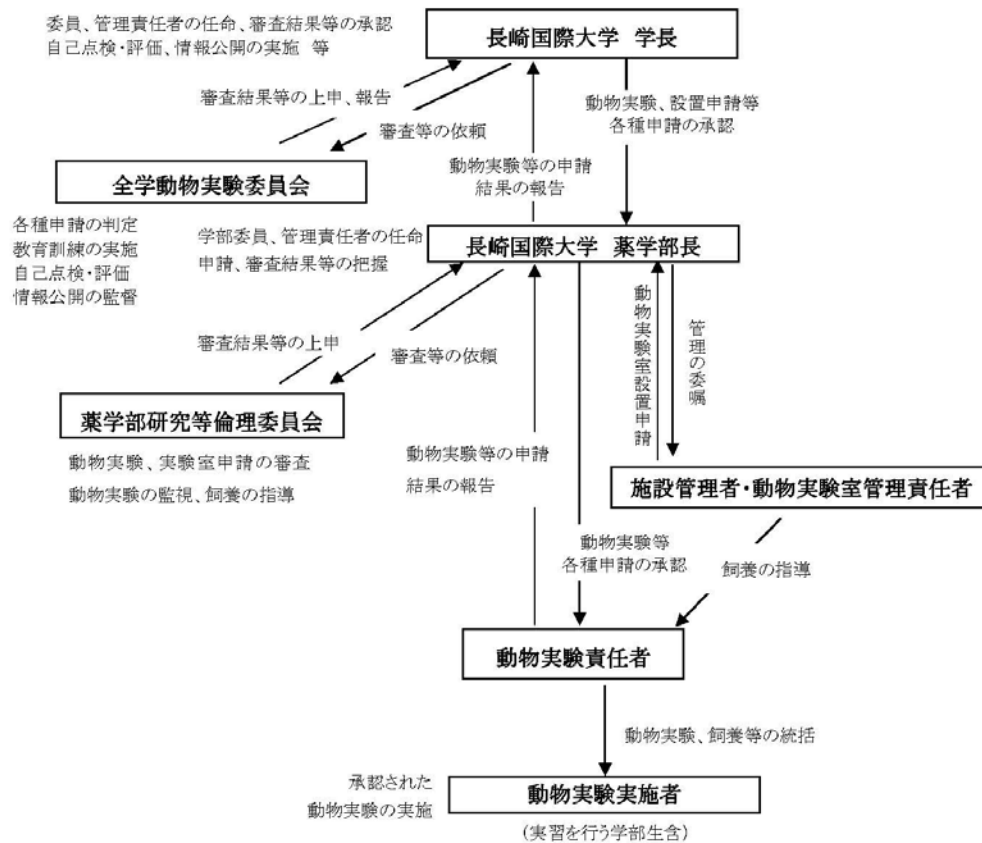 委員、管理責任者の任命、審査結果等の承認
自己点検・評価、情報公開の実施 等
長崎国際大学 学長
審査結果等の上申、報告
審査等の依頼
動物実験、設置申請等
各種申請の承認
動物実験等の申請
結果の報告
全学動物実験委員会
各種申請の判定
教育訓練の実施
自己点検・評価
情報公開の監督
学部委員、管理責任者の任命
申請、審査結果等の把握
長崎国際大学 薬学部長
審査結果等の上申
審査等の依頼
動物実験室設置申請
管理の委嘱
薬学部研究等倫理委員会
動物実験、実験室申請の審査
動物実験の監視、飼養の指導
動物実験等の申請
結果の報告
施設管理者・動物実験室管理責任者
動物実験等
各種申請の承認
飼養の指導
動物実験責任者
動物実験、飼養等の統括
承認された
動物実験の実施
動物実験実施者
(実習を行う学部生含)